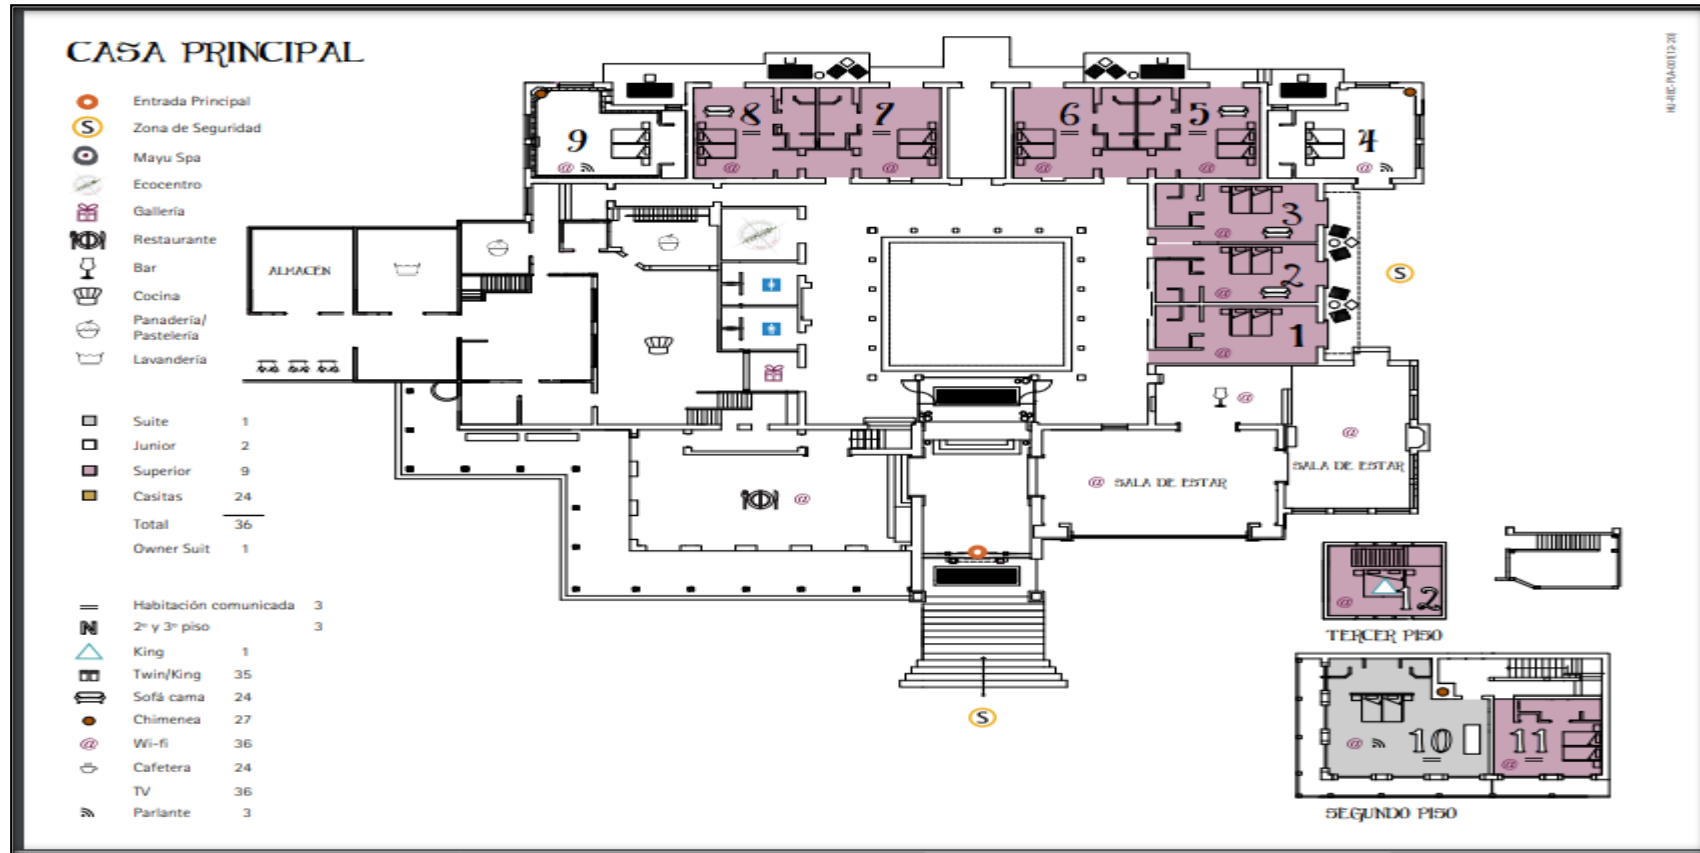 CASA PRINCIPAL
Entrada Principal
S Zona de Seguridad
Mayu Spa
Ecocentro
Gallería
Restaurante
Bar
Cocina
Panadería/
Pastelería
Lavandería
Suite 1
Junior 2
Superior 9
Casitas 24
Total 36
Owner Suit 1
Habitación comunicada 3
N 2º y 3º piso 3
King 1
Twin/King 35
Sofá cama 24
Chimenea 27
@ Wi-fi 36
Cafetera 24
TV 36
Parlante 3
9
8
7
6
5
4
3
2
1
@
@
@
@
@
@
@
@
@
S
ALMACÉN
@
@
SALA DE ESTAR
@ SALA DE ESTAR
@
S
@ 2
TERCER PISO
@ 10
@ 11
SEGUNDO PISO